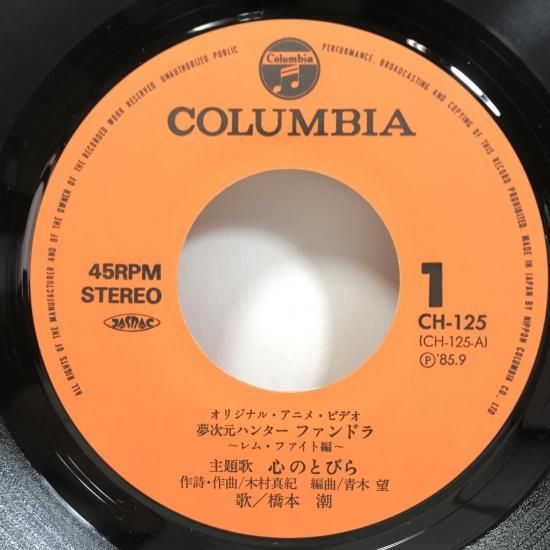 Columbia
COLUMBIA
ALL RIGHTS OF THE MANUFACTURER AND OF THE OWNER OF THE RECORDED WORK RESERVED. UNAUTHORIZED PUBLIC PERFORMANCE, BROADCASTING AND COPYING OF THIS RECORD PROHIBITED. MADE IN JAPAN BY NIPPON COLUMBIA CO., LTD.
45RPM
STEREO
JASRAC
1
CH-125
(CH-125-A)
Ⓟ'85.9
オリジナル・アニメ・ビデオ
夢次元ハンター ファンドラ
〜レム・ファイト編〜
主題歌 心のとびら
作詩・作曲/木村真紀 編曲/青木 望
歌/橋本 潮